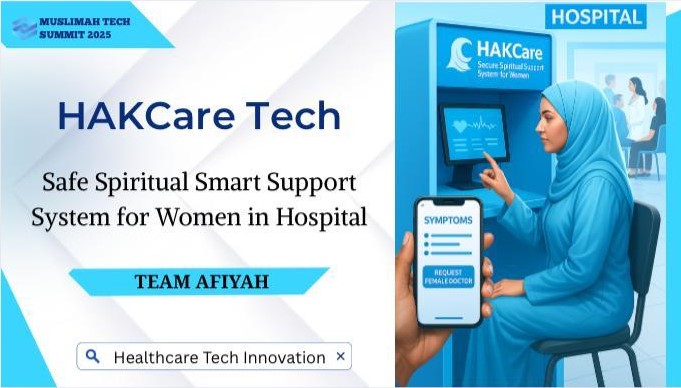 MUSLIMAH TECH
SUMMIT 2025
HAKCare Tech
Safe Spiritual Smart Support
System for Women in Hospital
TEAM AFIYAH
Healthcare Tech Innovation ×
HOSPITAL
HAKCare
Secure Spiritual Support
System for Women
SYMPTOMS
REQUEST
FEMALE DOCTOR